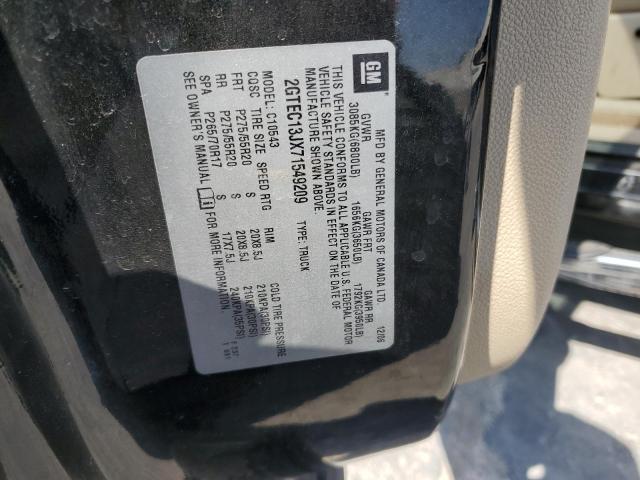 GM
MFD BY GENERAL MOTORS OF CANADA LTD 12/06
GVWR GAWR FRT GAWR RR
3085KG(6800LB) 1656KG(3650LB) 1792KG(3950LB)
THIS VEHICLE CONFORMS TO ALL APPLICABLE U.S. FEDERAL MOTOR
VEHICLE SAFETY STANDARDS IN EFFECT ON THE DATE OF
MANUFACTURE SHOWN ABOVE.
2GTEC13JX71549209 TYPE: TRUCK
MODEL: C10543
CQSC TIRE SIZE SPEED RTG RIM COLD TIRE PRESSURE
FRT P275/55R20 S 20X8.5J 210KPA(30PSI)
RR P275/55R20 S 20X8.5J 210KPA(30PSI)
SPA P265/70R17 S 17X7.5J 240KPA(35PSI)
SEE OWNER'S MANUAL FOR MORE INFORMATION.